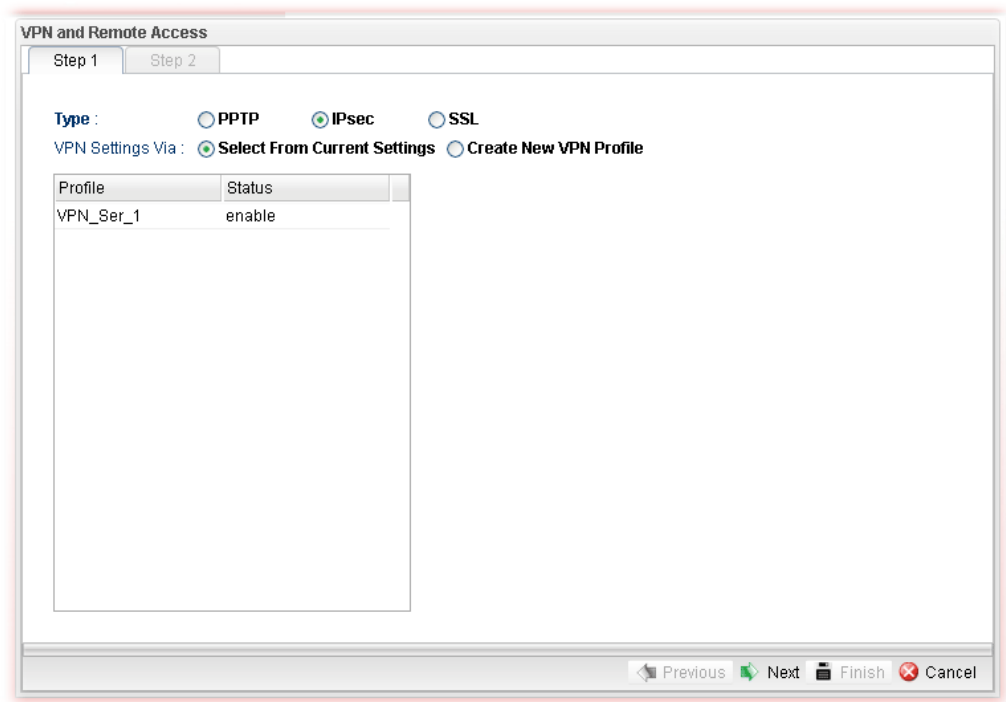 VPN and Remote Access
Step 1 Step 2
Type : PPTP IPsec SSL
VPN Settings Via : Select From Current Settings Create New VPN Profile
Profile Status
VPN_Ser_1 enable
Previous Next Finish Cancel